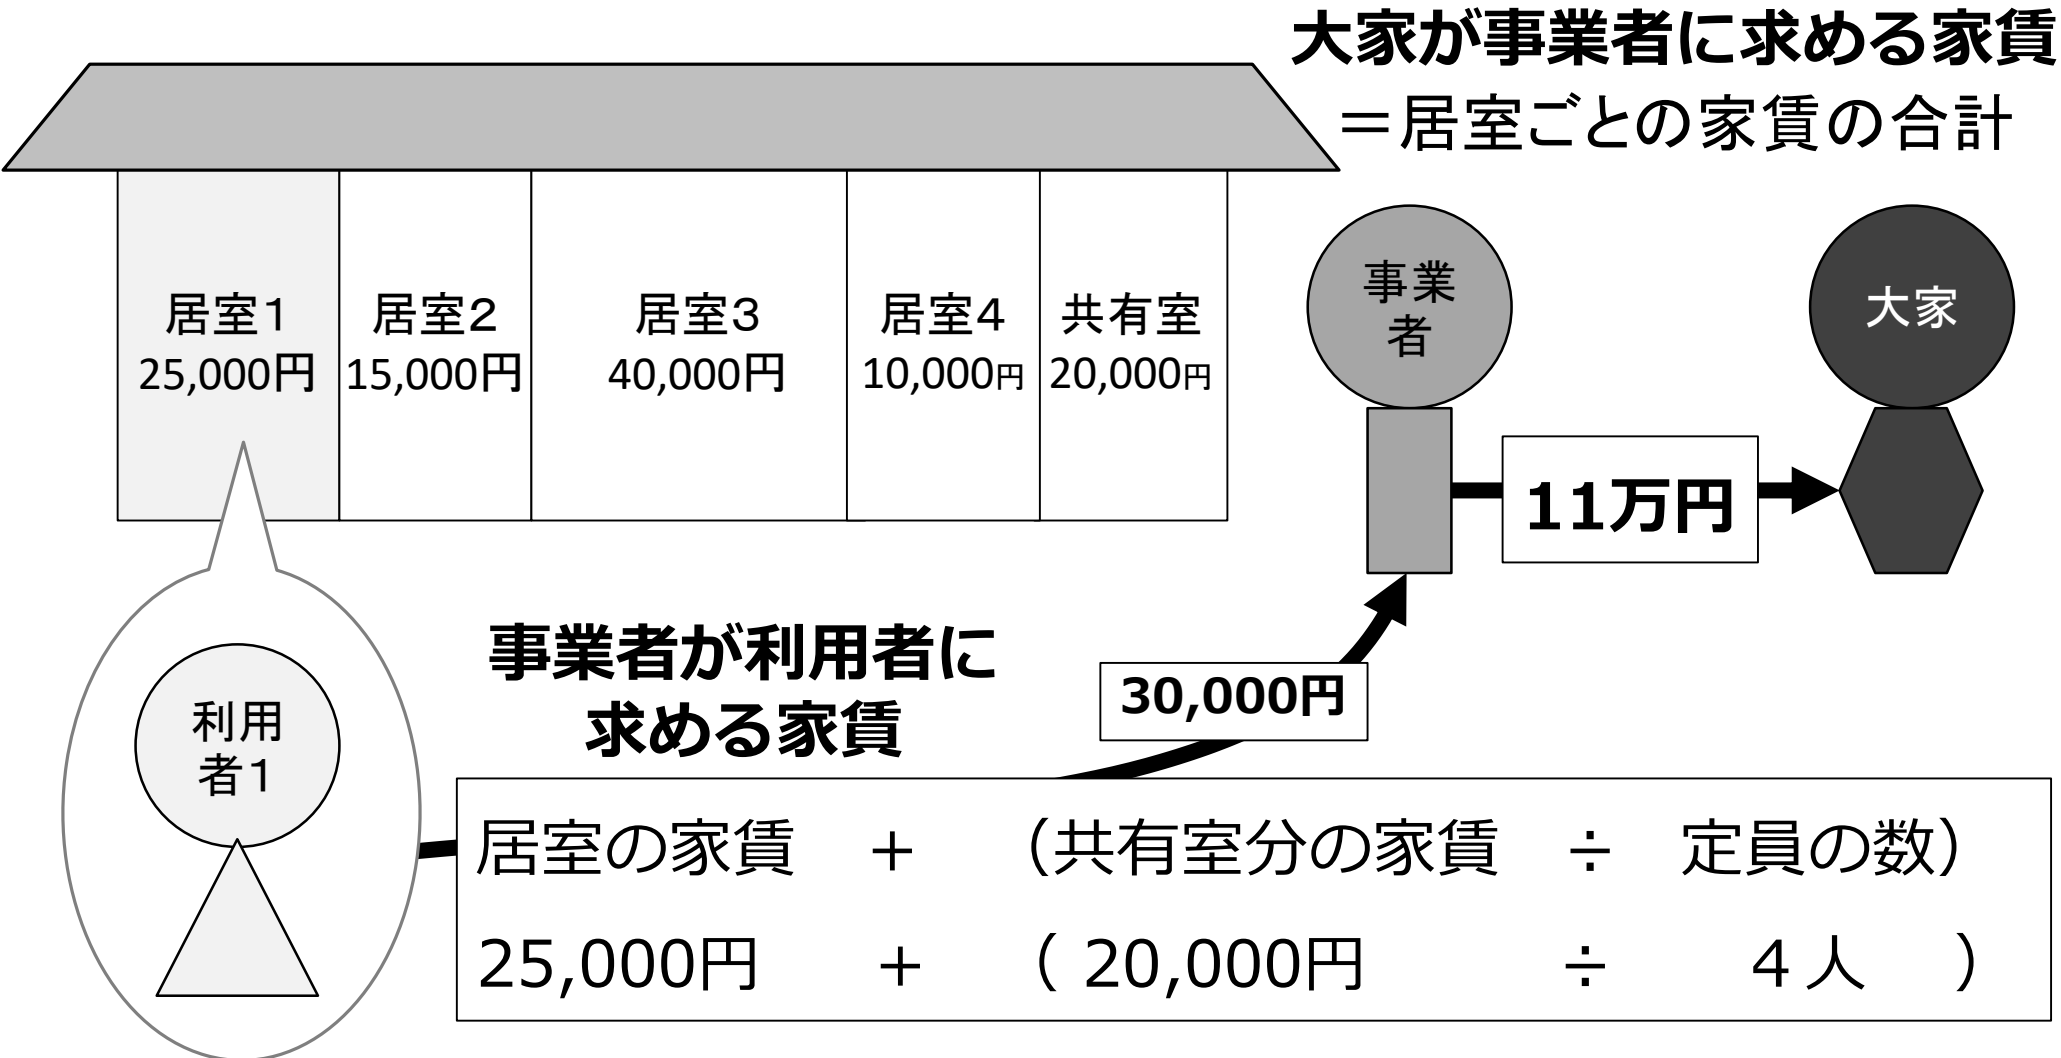 大家が事業者に求める家賃
＝居室ごとの家賃の合計
居室1
25,000円
居室2
15,000円
居室3
40,000円
居室4
10,000円
共有室
20,000円
事業
者
大家
11万円
事業者が利用者に
求める家賃
30,000円
利用
者1
居室の家賃　＋　（共有室分の家賃　÷　定員の数）
25,000円　＋　（ 20,000円　÷　４人　）